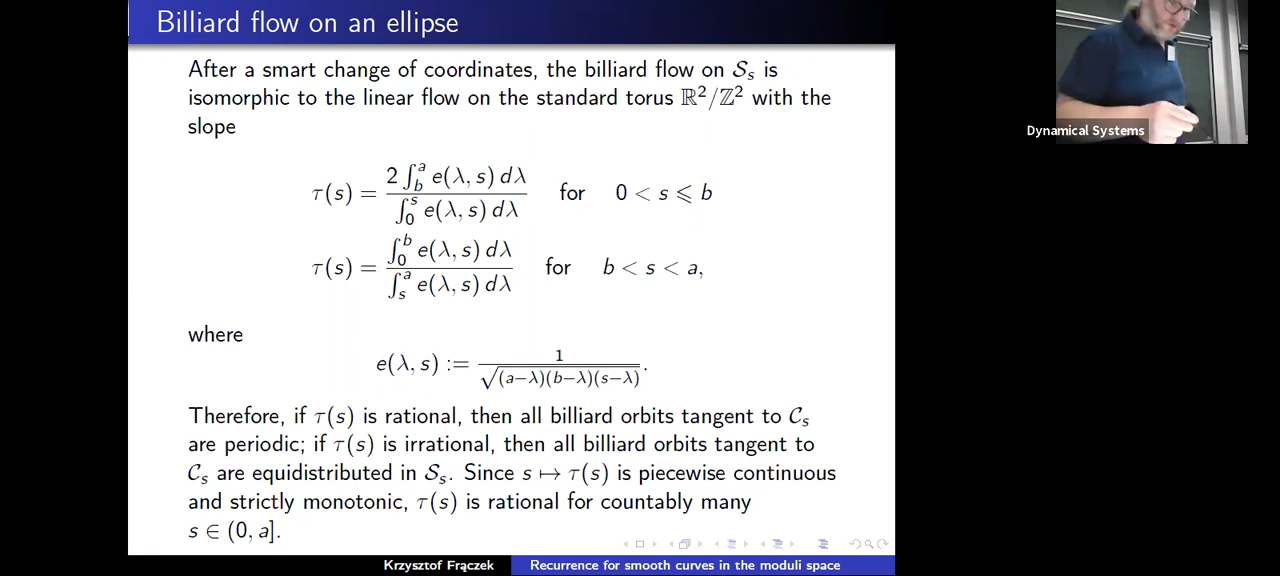 Billiard flow on an ellipse
After a smart change of coordinates, the billiard flow on 𝒮ₛ is
isomorphic to the linear flow on the standard torus ℝ²/ℤ² with the
slope
τ(s) = 2 ∫_b^a e(λ, s) dλ / ∫_0^s e(λ, s) dλ for 0 < s ⩽ b
τ(s) = ∫_0^b e(λ, s) dλ / ∫_s^a e(λ, s) dλ for b < s < a,
where
e(λ, s) := 1 / √((a−λ)(b−λ)(s−λ)).
Therefore, if τ(s) is rational, then all billiard orbits tangent to 𝒞ₛ
are periodic; if τ(s) is irrational, then all billiard orbits tangent to
𝒞ₛ are equidistributed in 𝒮ₛ. Since s ↦ τ(s) is piecewise continuous
and strictly monotonic, τ(s) is rational for countably many
s ∈ (0, a].
Krzysztof Frączek Recurrence for smooth curves in the moduli space
Dynamical Systems